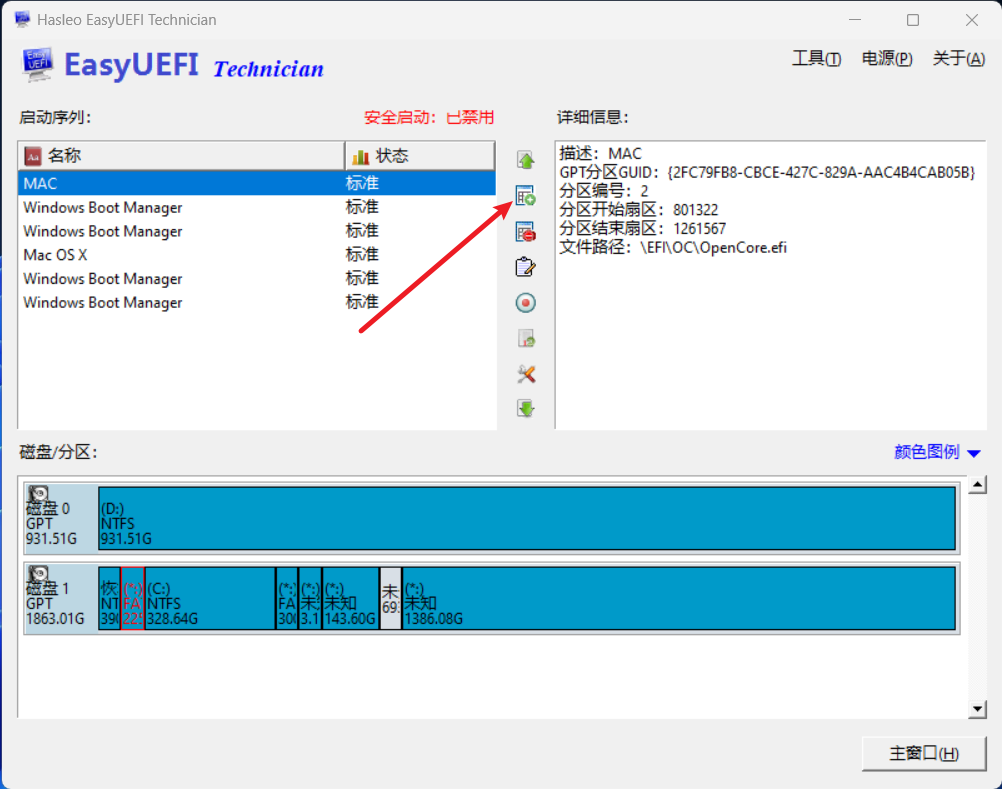 Hasleo EasyUEFI Technician
EasyUEFI Technician
工具(T) 电源(P) 关于(A)
启动序列: 安全启动: 已禁用
名称 状态
MAC 标准
Windows Boot Manager 标准
Windows Boot Manager 标准
Mac OS X 标准
Windows Boot Manager 标准
Windows Boot Manager 标准
详细信息:
描述: MAC
GPT分区GUID: {2FC79FB8-CBCE-427C-829A-AAC4B4CAB05B}
分区编号: 2
分区开始扇区: 801322
分区结束扇区: 1261567
文件路径: \EFI\OC\OpenCore.efi
磁盘/分区: 颜色图例
磁盘 0
GPT
931.51G
(D:)
NTFS
931.51G
磁盘 1
GPT
1863.01G
恢
NT
(*:)
FA
225
(C:)
NTFS
328.64G
(*:)
FA
300
(*:)
未
3.1
(*:)
未知
143.60G
未
(*:)
未知
1386.08G
主窗口(H)